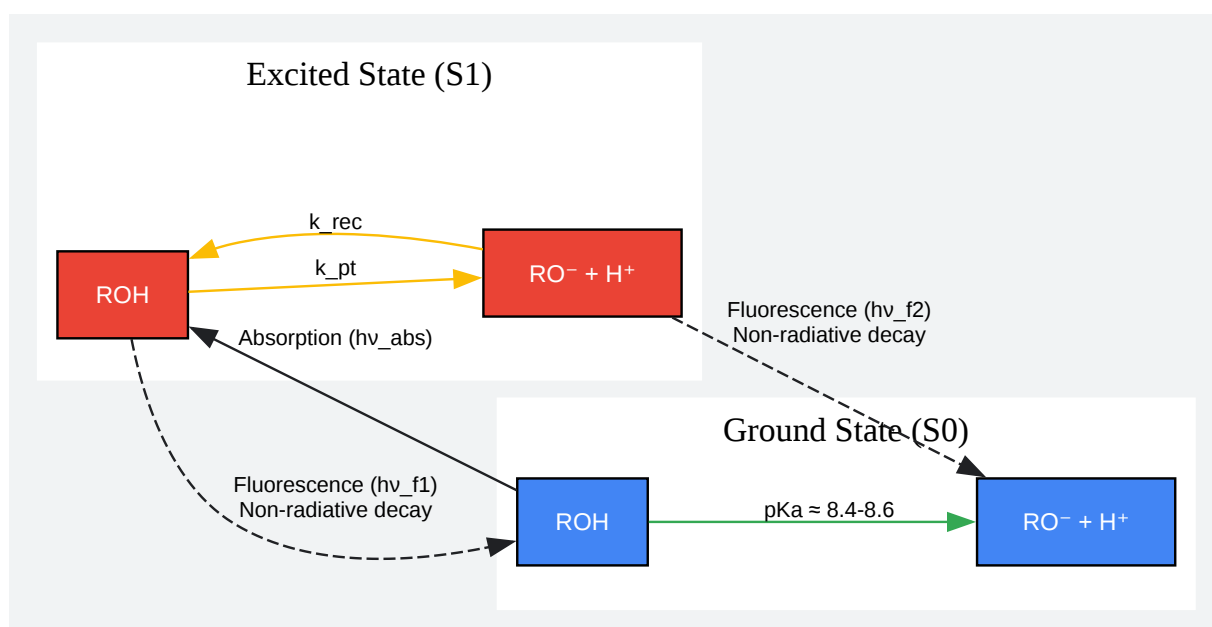 Excited State (S1)
k_rec
k_pt
ROH
RO⁻ + H⁺
Absorption (hν_abs)
Fluorescence (hν_f2)
Non-radiative decay
Ground State (S0)
Fluorescence (hν_f1)
Non-radiative decay
ROH
pKa ≈ 8.4-8.6
RO⁻ + H⁺